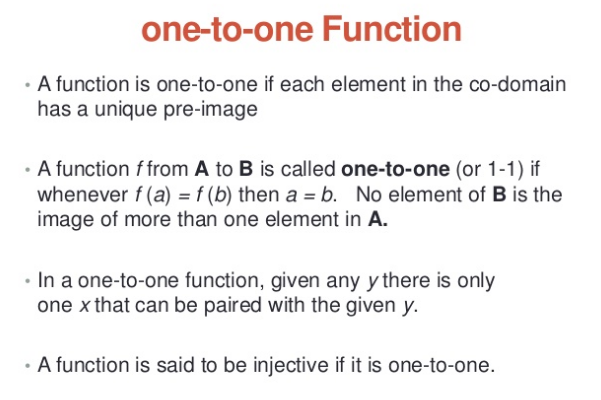 one-to-one Function
• A function is one-to-one if each element in the co-domain
has a unique pre-image
• A function f from A to B is called one-to-one (or 1-1) if
whenever f (a) = f (b) then a = b. No element of B is the
image of more than one element in A.
• In a one-to-one function, given any y there is only
one x that can be paired with the given y.
• A function is said to be injective if it is one-to-one.